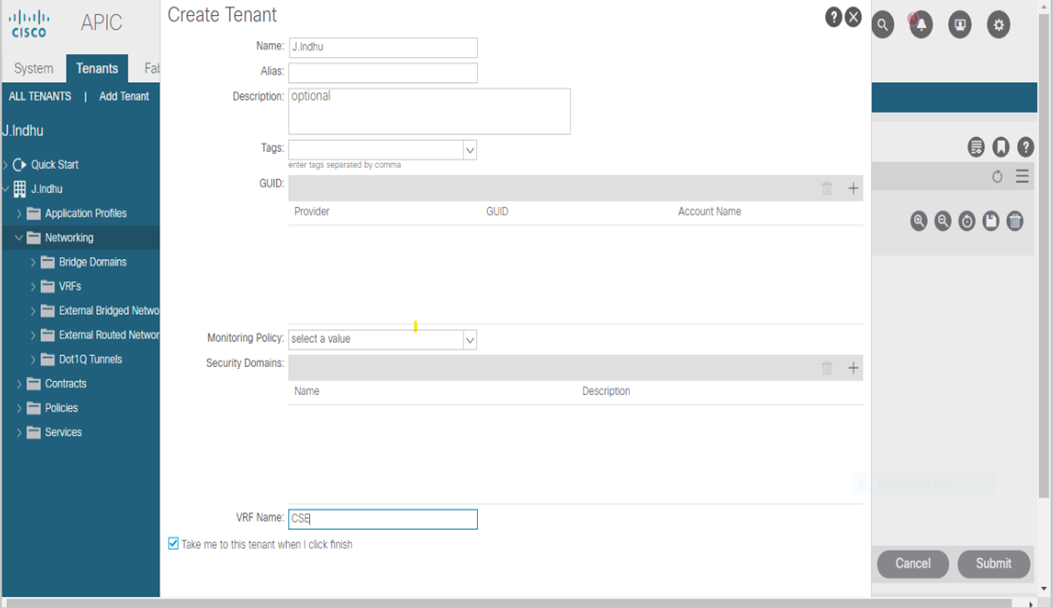 cisco
APIC
Create Tenant
System
Tenants
Fal
ALL TENANTS | Add Tenant
J.Indhu
Quick Start
J.Indhu
Application Profiles
Networking
Bridge Domains
VRFs
External Bridged Netwo
External Routed Networ
Dot1Q Tunnels
Contracts
Policies
Services
Name: J.Indhu
Alias:
Description: optional
Tags:
enter tags separated by comma
GUID:
Provider GUID Account Name
Monitoring Policy: select a value
Security Domains:
Name Description
VRF Name: CSE
Take me to this tenant when I click finish
Cancel Submit